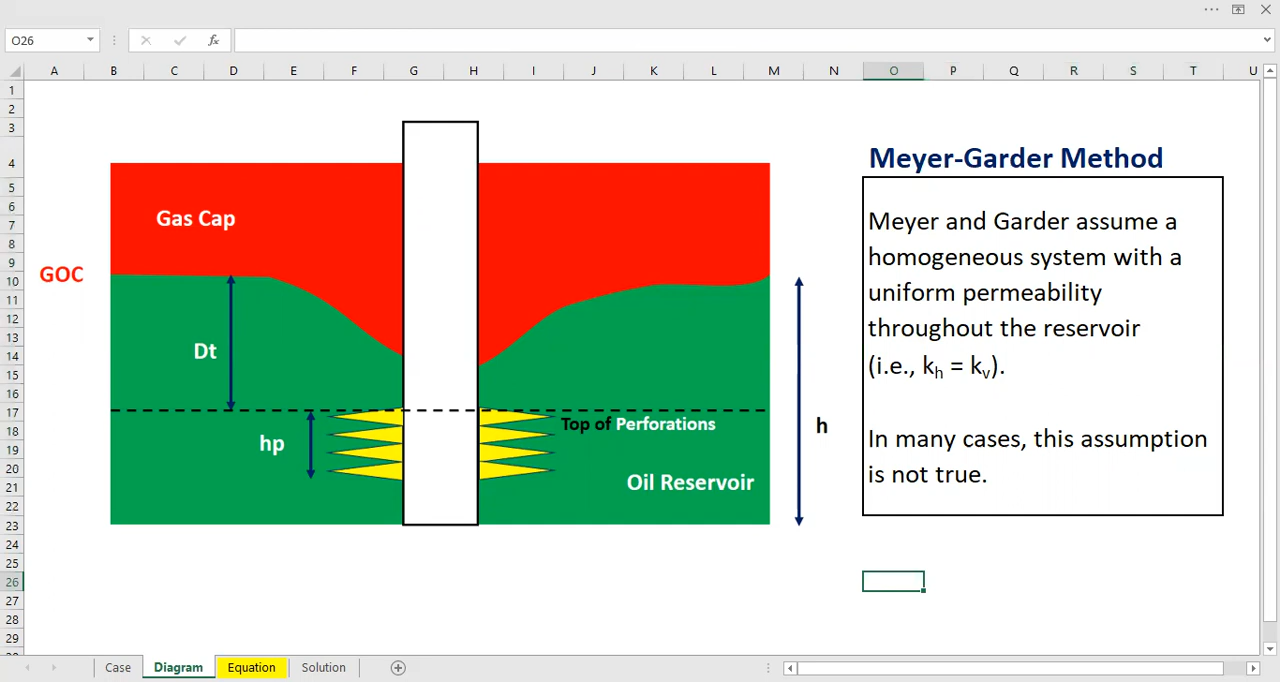 O26
fx
A B C D E F G H I J K L M N O P Q R S T U
1
2
3
4
5
6
7
8
9
10
11
12
13
14
15
16
17
18
19
20
21
22
23
24
25
26
27
28
29
Gas Cap
GOC
Dt
hp
Top of Perforations
Oil Reservoir
h
Meyer-Garder Method
Meyer and Garder assume a
homogeneous system with a
uniform permeability
throughout the reservoir
(i.e., kh = kv).
In many cases, this assumption
is not true.
Case Diagram Equation Solution